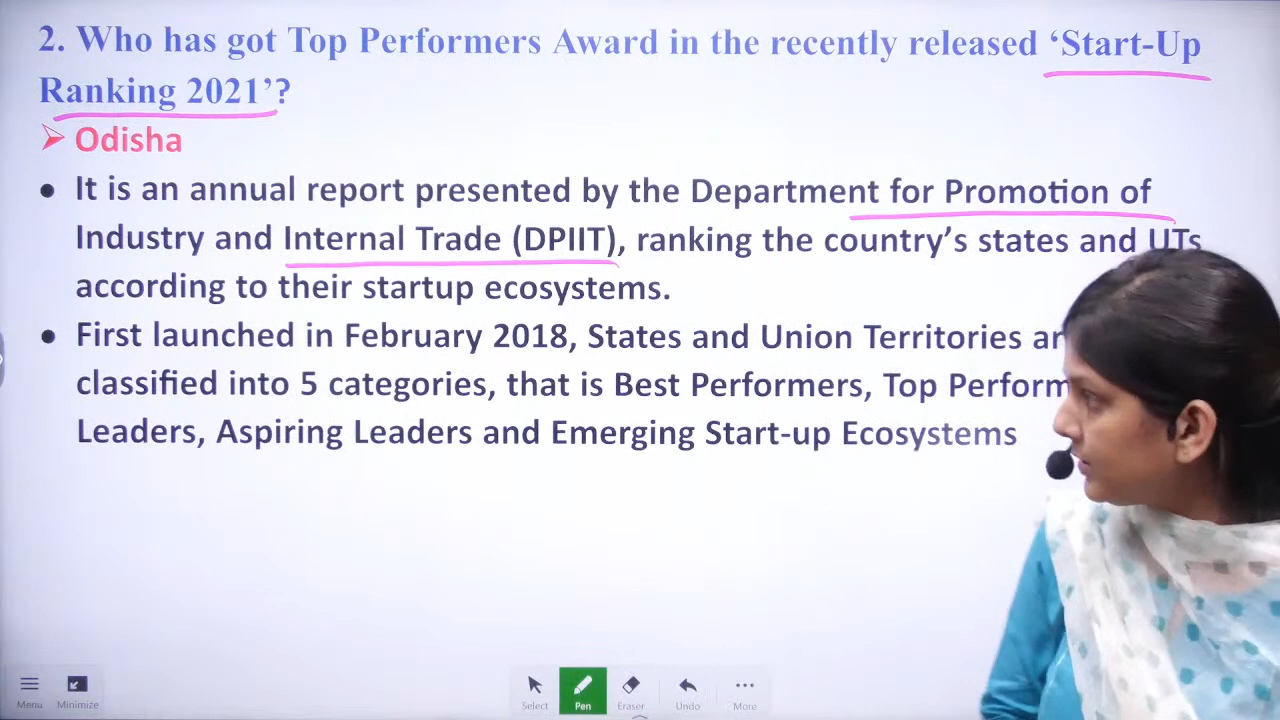 2. Who has got Top Performers Award in the recently released ‘Start-Up
Ranking 2021’?
Odisha
It is an annual report presented by the Department for Promotion of
Industry and Internal Trade (DPIIT), ranking the country’s states and UTs
according to their startup ecosystems.
First launched in February 2018, States and Union Territories
classified into 5 categories, that is Best Performers, Top
Leaders, Aspiring Leaders and Emerging Start-up Ecosystems
Menu
Minimize
Select
Pen
Eraser
Undo
More